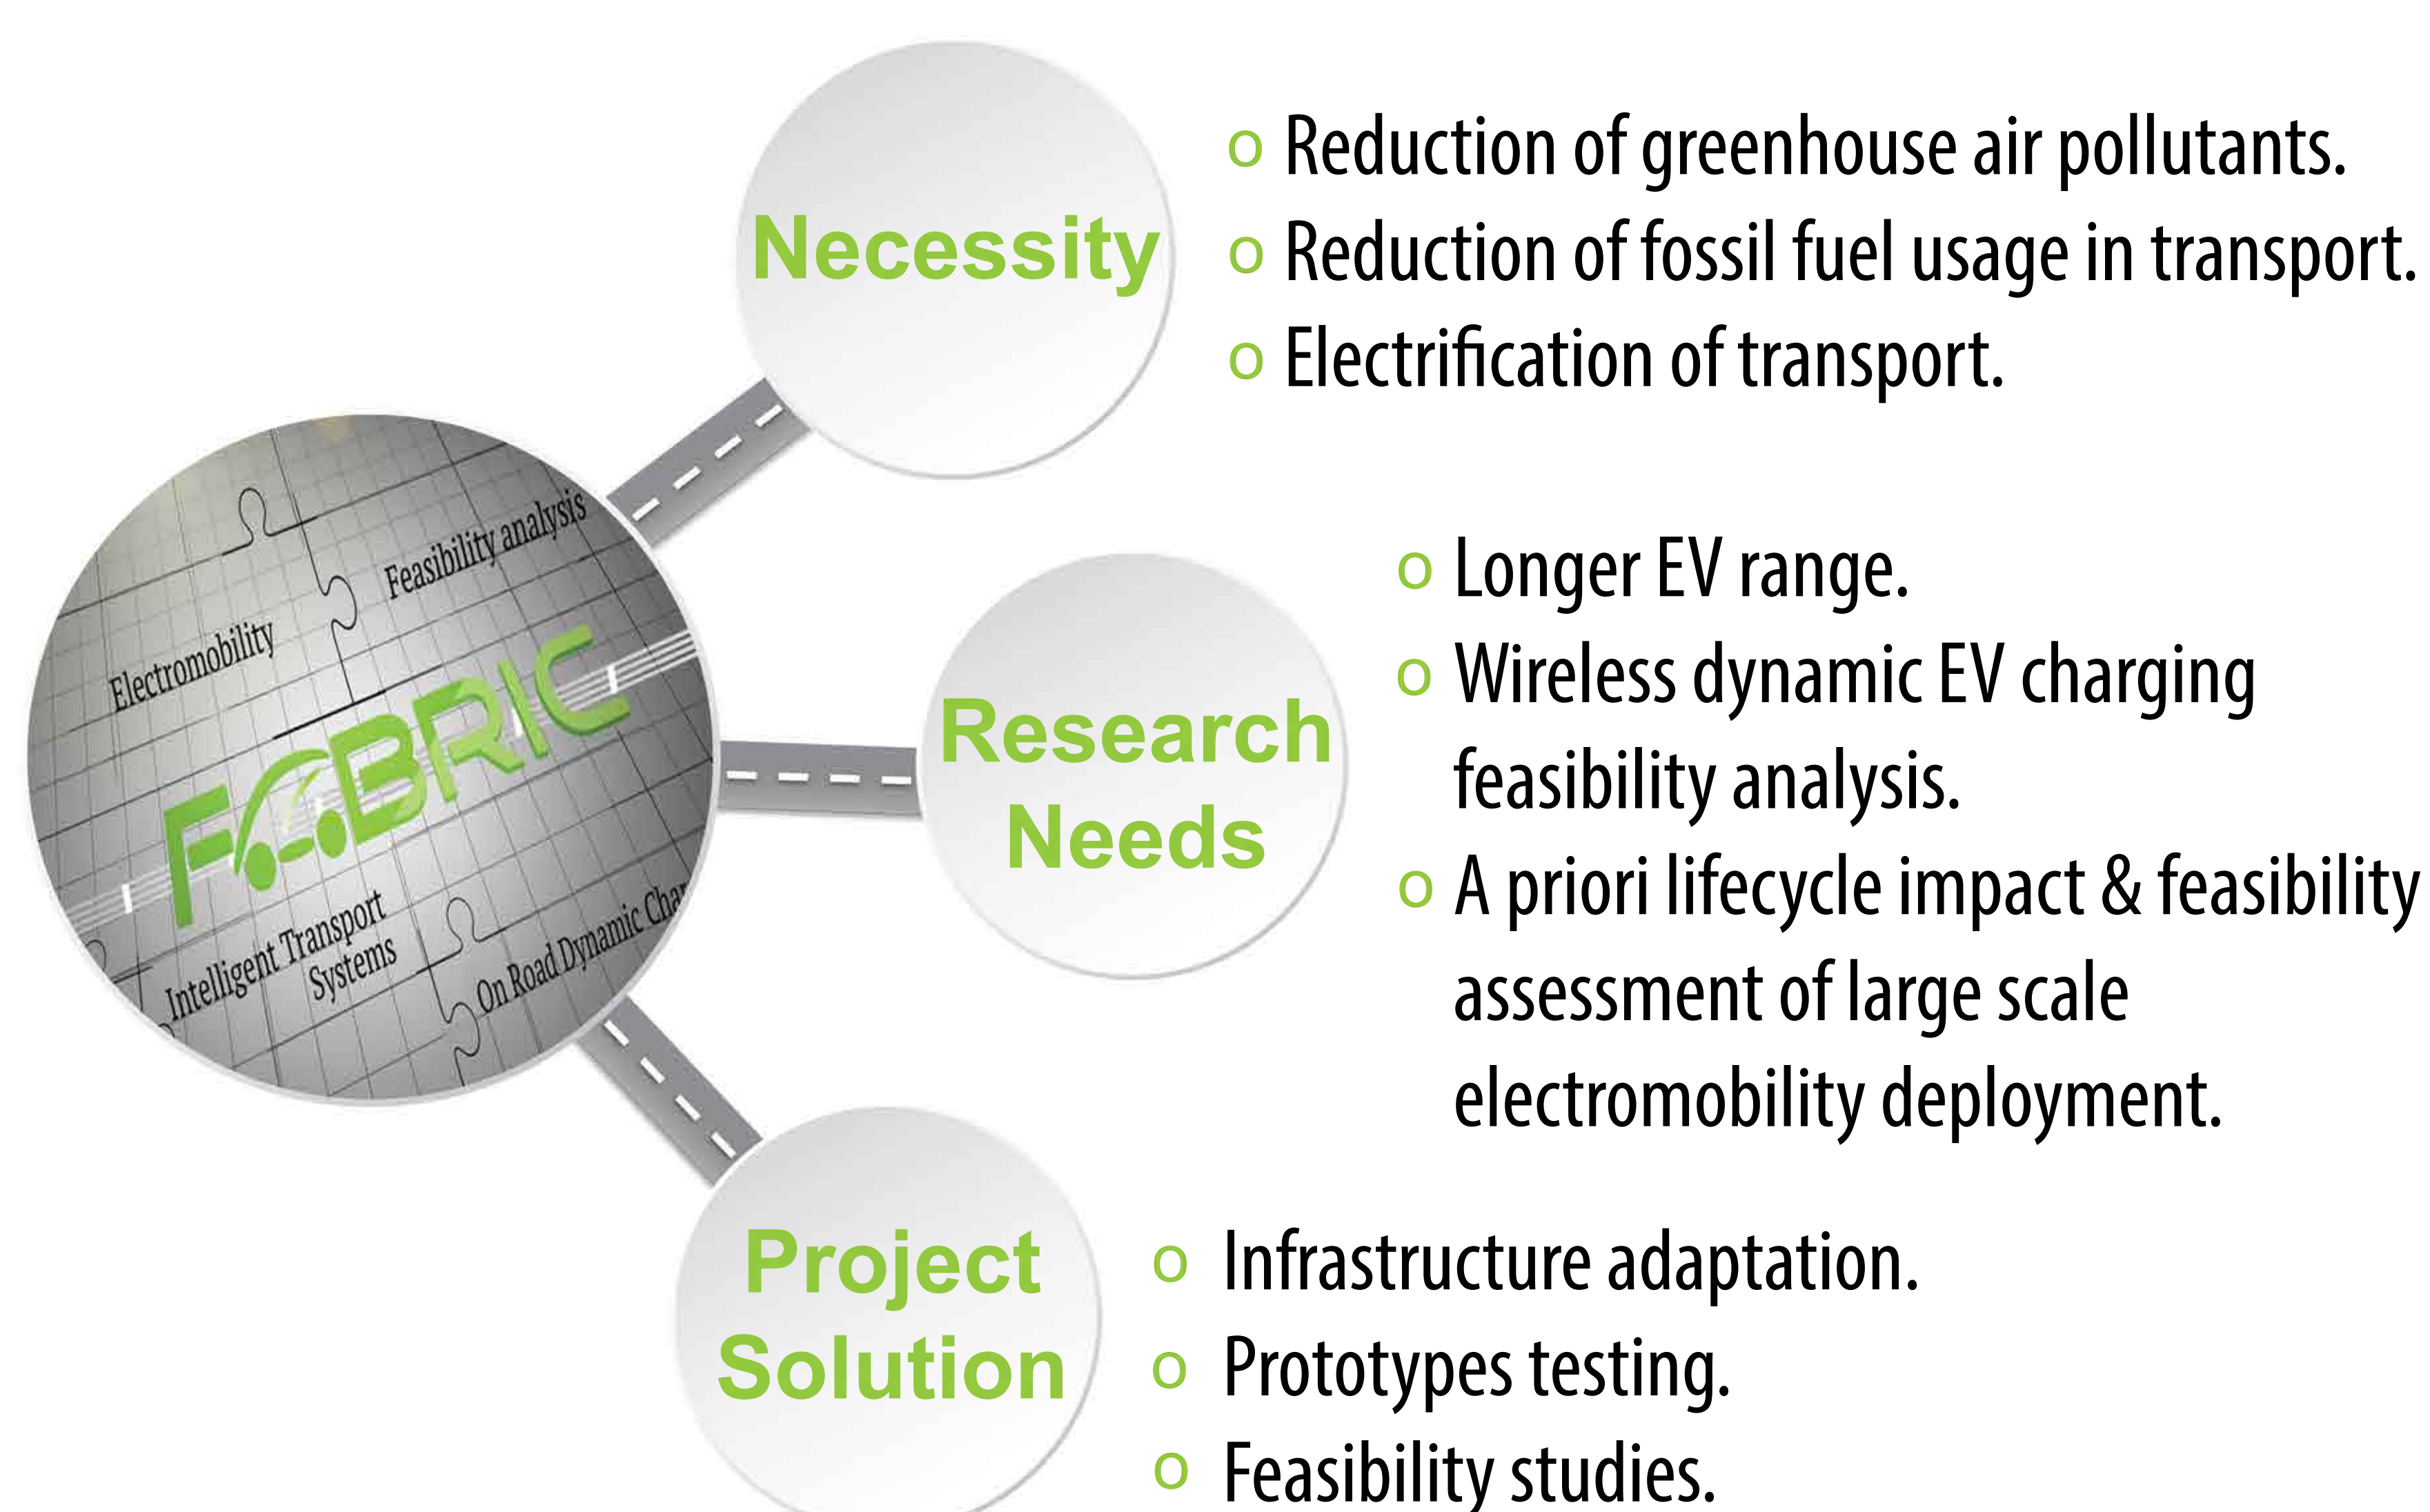 Necessity
o Reduction of greenhouse air pollutants.
o Reduction of fossil fuel usage in transport.
o Electrification of transport.
Feasibility analysis
Electromobility
FABRIC
Intelligent Transport
Systems
On Road Dynamic
Research
Needs
o Longer EV range.
o Wireless dynamic EV charging
feasibility analysis.
o A priori lifecycle impact & feasibility
assessment of large scale
electromobility deployment.
Project
Solution
o Infrastructure adaptation.
o Prototypes testing.
o Feasibility studies.